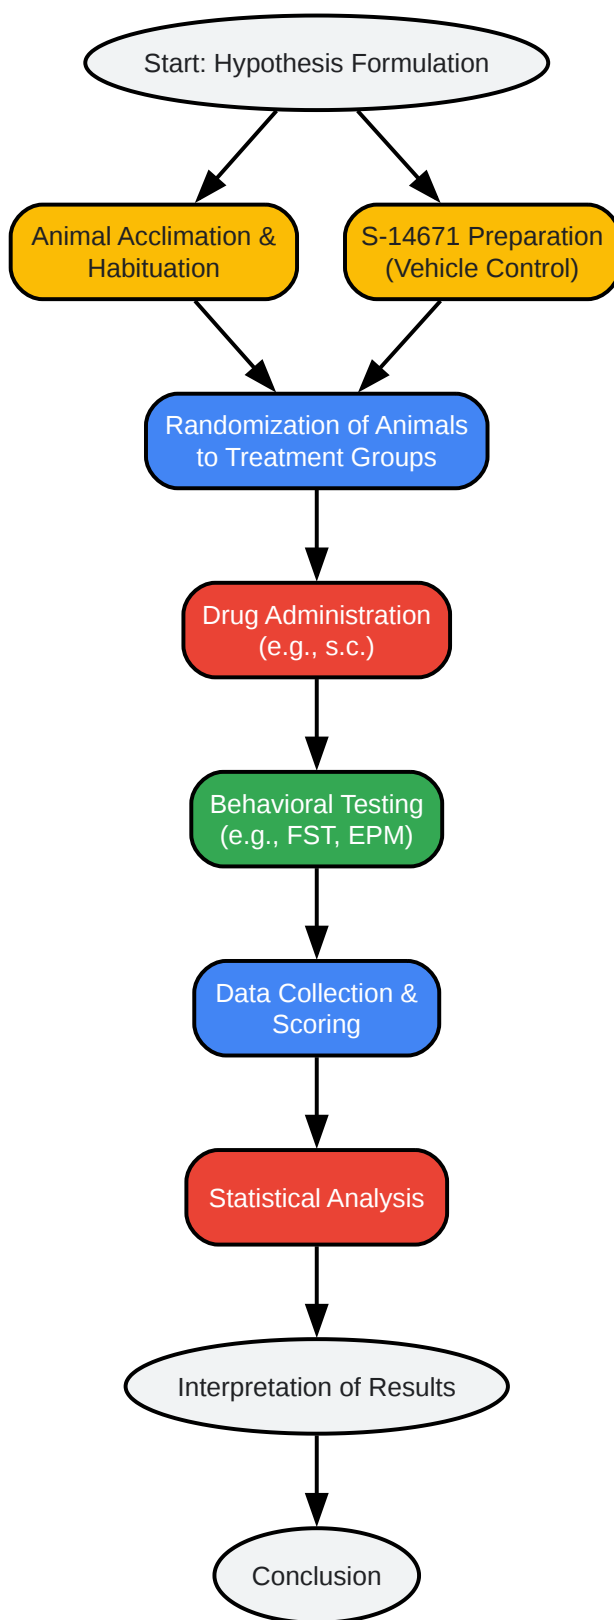 Start: Hypothesis Formulation
Animal Acclimation &
Habituation
S-14671 Preparation
(Vehicle Control)
Randomization of Animals
to Treatment Groups
Drug Administration
(e.g., s.c.)
Behavioral Testing
(e.g., FST, EPM)
Data Collection &
Scoring
Statistical Analysis
Interpretation of Results
Conclusion